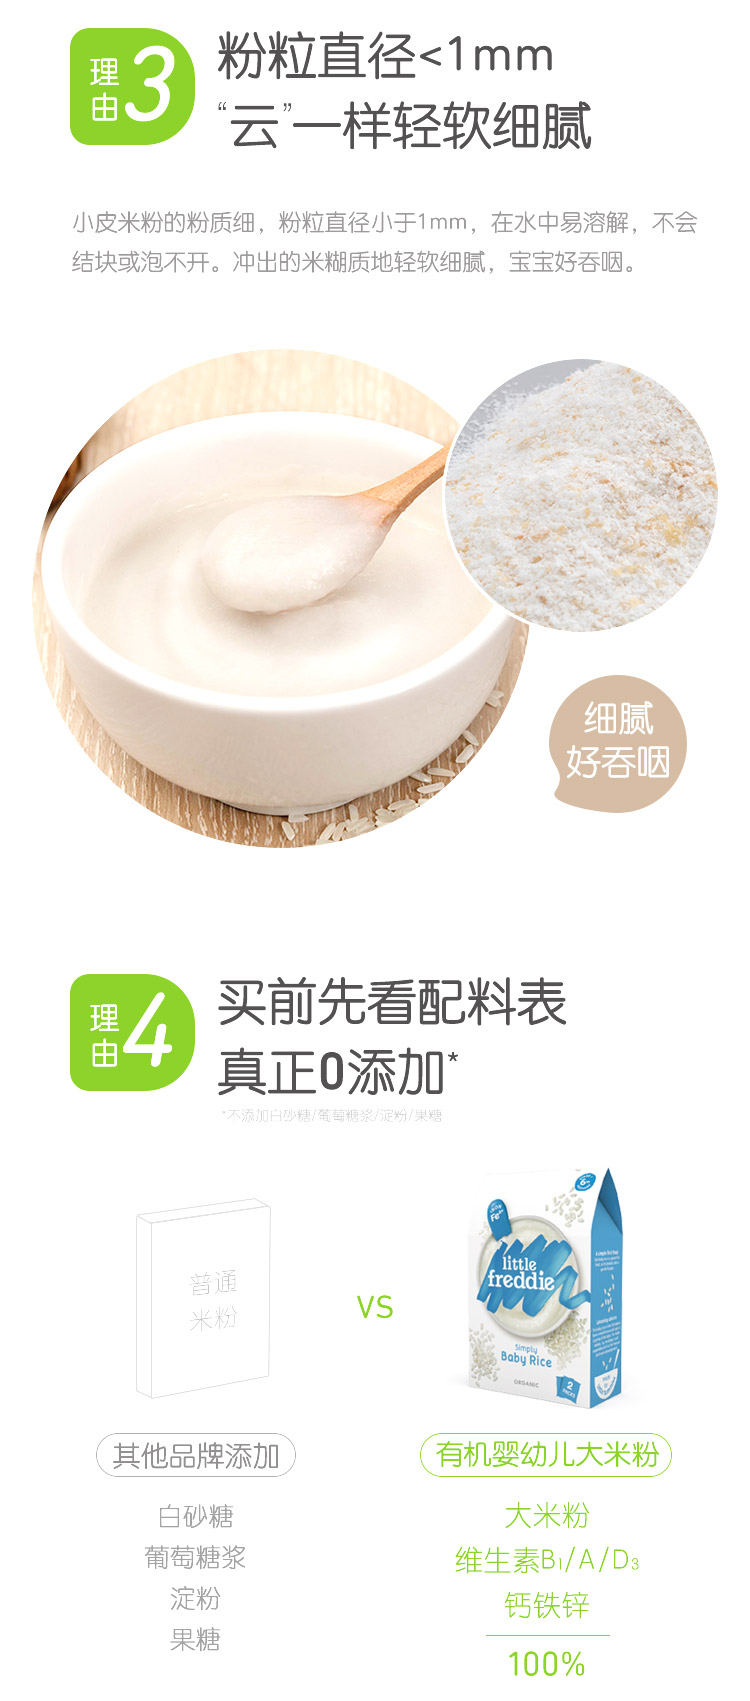 理由3
粉粒直径<1mm
“云”一样轻软细腻
小皮米粉的粉质细，粉粒直径小于1mm，在水中易溶解，不会
结块或泡不开。冲出的米糊质地轻软细腻，宝宝好吞咽。
细腻
好吞咽
理由4
买前先看配料表
真正0添加*
*不添加白砂糖/葡萄糖浆/淀粉/果糖
普通
米粉
VS
little
freddie
Simply
Baby Rice
ORGANIC
2
PACKS
其他品牌添加
白砂糖
葡萄糖浆
淀粉
果糖
有机婴幼儿大米粉
大米粉
维生素B1/A/D3
钙铁锌
100%